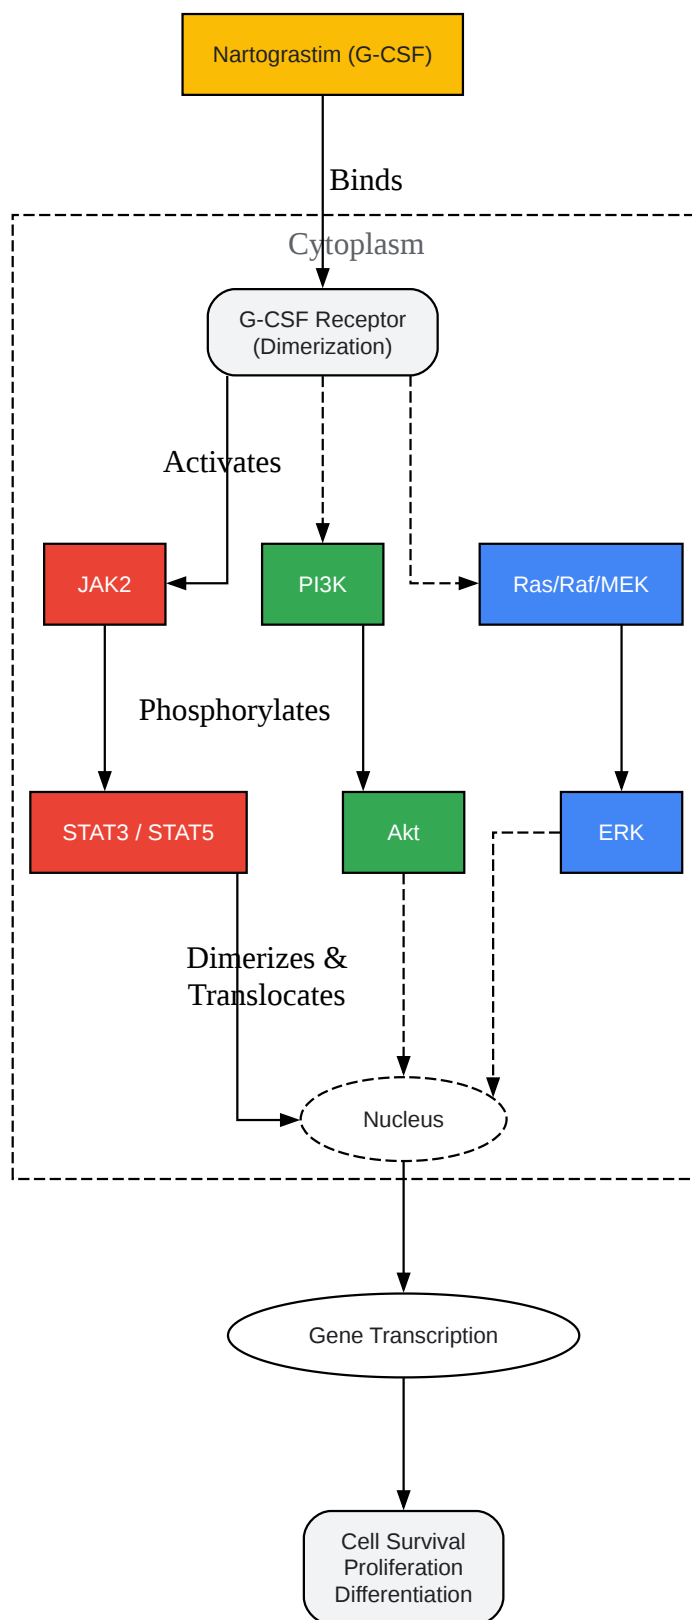 Nartograstim (G-CSF)
Binds
Cytoplasm
G-CSF Receptor
(Dimerization)
Activates
JAK2
PI3K
Ras/Raf/MEK
Phosphorylates
STAT3 / STAT5
Akt
ERK
Dimerizes &
Translocates
Nucleus
Gene Transcription
Cell Survival
Proliferation
Differentiation